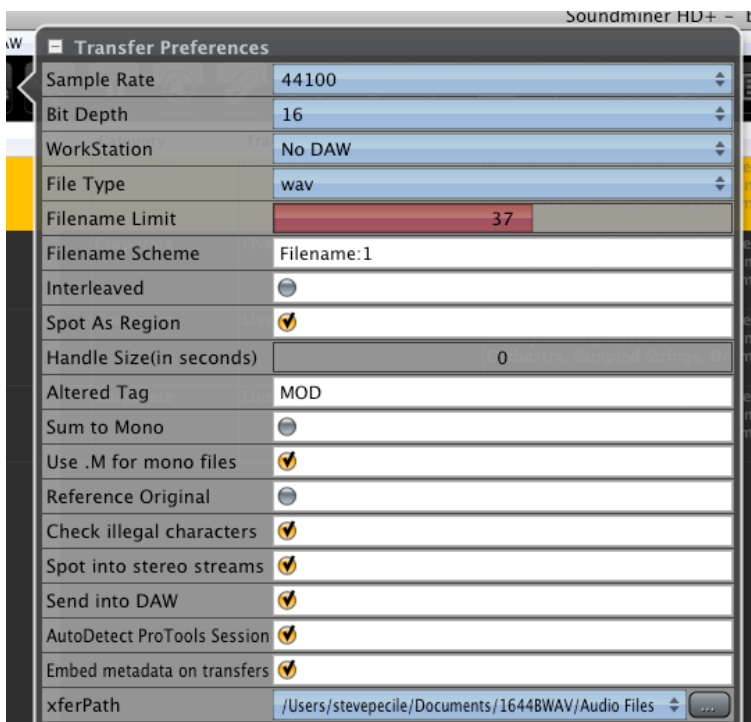 Soundminer HD+ -
AW
Transfer Preferences
Sample Rate 44100
Bit Depth 16
WorkStation No DAW
File Type wav
Filename Limit 37
Filename Scheme Filename:1
Interleaved
Spot As Region
Handle Size(in seconds) 0
Altered Tag MOD
Sum to Mono
Use .M for mono files
Reference Original
Check illegal characters
Spot into stereo streams
Send into DAW
AutoDetect ProTools Session
Embed metadata on transfers
xferPath /Users/stevepecile/Documents/1644BWAV/Audio Files ...